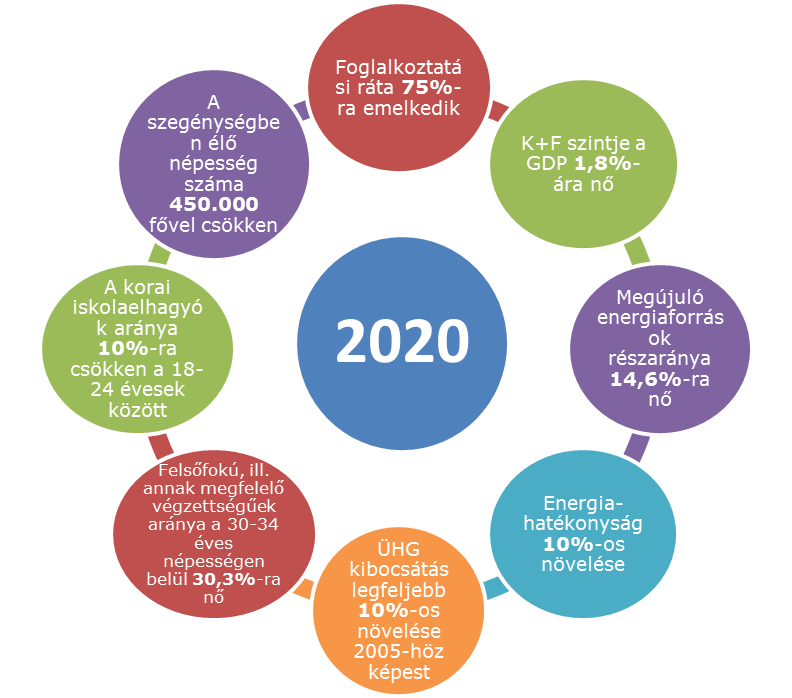 Foglalkoztatá
si ráta 75%-
ra emelkedik
K+F szintje a
GDP 1,8%-
ára nő
Megújuló
energiaforrás
ok
részaránya
14,6%-ra
nő
Energia-
hatékonyság
10%-os
növelése
ÜHG
kibocsátás
legfeljebb
10%-os
növelése
2005-höz
képest
Felsőfokú, ill.
annak megfelelő
végzettségűek
aránya a 30-34
éves
népességen
belül 30,3%-ra
nő
A korai
iskolaelhagyó
k aránya
10%-ra
csökken a 18-
24 évesek
között
A
szegénységbe
n élő
népesség
száma
450.000
fővel csökken
2020